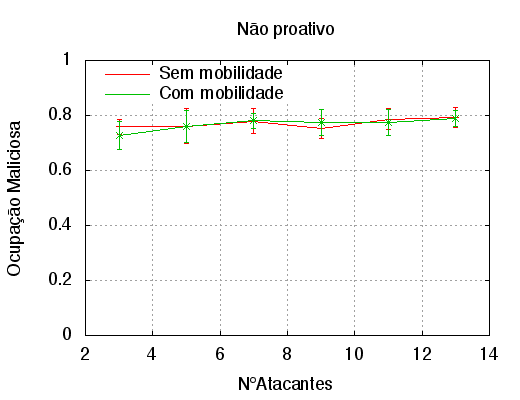 Não proativo
Sem mobilidade
Com mobilidade
Ocupação Maliciosa
1
0.8
0.6
0.4
0.2
0
2 4 6 8 10 12 14
N°Atacantes